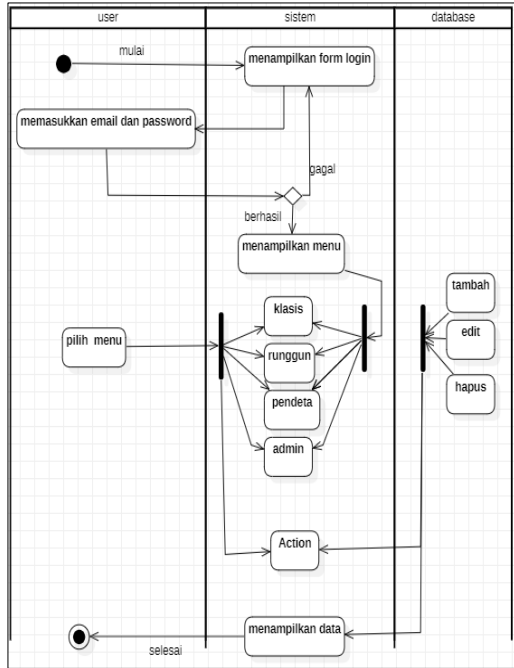 user
sistem
database
mulai
menampilkan form login
memasukkan email dan password
gagal
berhasil
menampilkan menu
tambah
klasis
edit
pilih menu
runggun
hapus
pendeta
admin
Action
menampilkan data
selesai